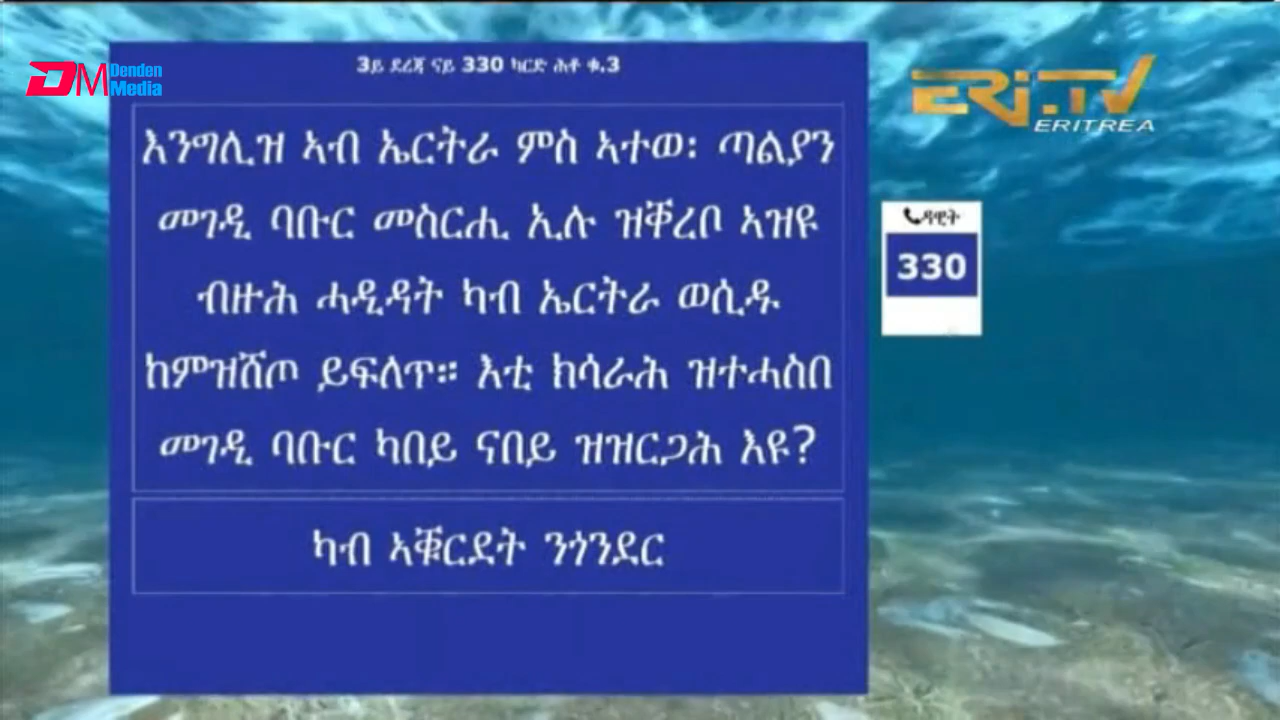 3ይ ደረጃ ናይ 330 ካርድ ሕቶ ቁ.3
DM Denden Media
ERi.TV
ERITREA
እንግሊዝ ኣብ ኤርትራ ምስ ኣተወ፡ ጣልያን
መገዲ ባቡር መስርሒ ኢሉ ዝቐረቦ ኣዝዩ
ብዙሕ ሓዲዳት ካብ ኤርትራ ወሲዱ
ከምዝሸጦ ይፍለጥ። እቲ ክሳራሕ ዝተሓስበ
መገዲ ባቡር ካበይ ናበይ ዝዝርጋሕ እዩ?
ካብ ኣቑርደት ንጎንደር
ዳዊት
330